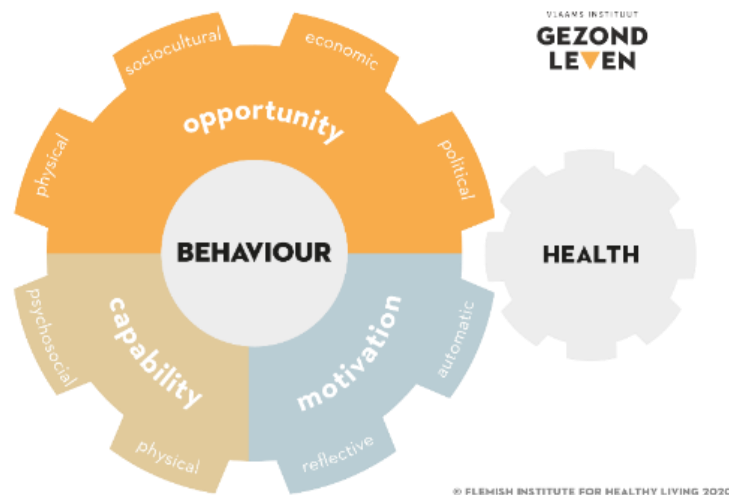 VLAAMS INSTITUUT
GEZOND
LEVEN
sociocultural
economic
physical
opportunity
political
BEHAVIOUR
HEALTH
psychosocial
capability
motivation
automatic
physical
reflective
© FLEMISH INSTITUTE FOR HEALTHY LIVING 2020